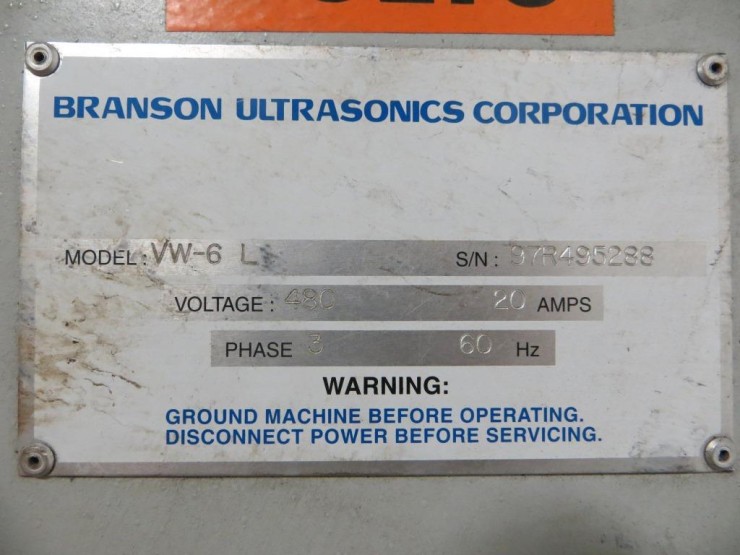 BRANSON ULTRASONICS CORPORATION
MODEL: VW-6 L S/N: 97R495288
VOLTAGE: 480 20 AMPS
PHASE 3 60 Hz
WARNING:
GROUND MACHINE BEFORE OPERATING.
DISCONNECT POWER BEFORE SERVICING.